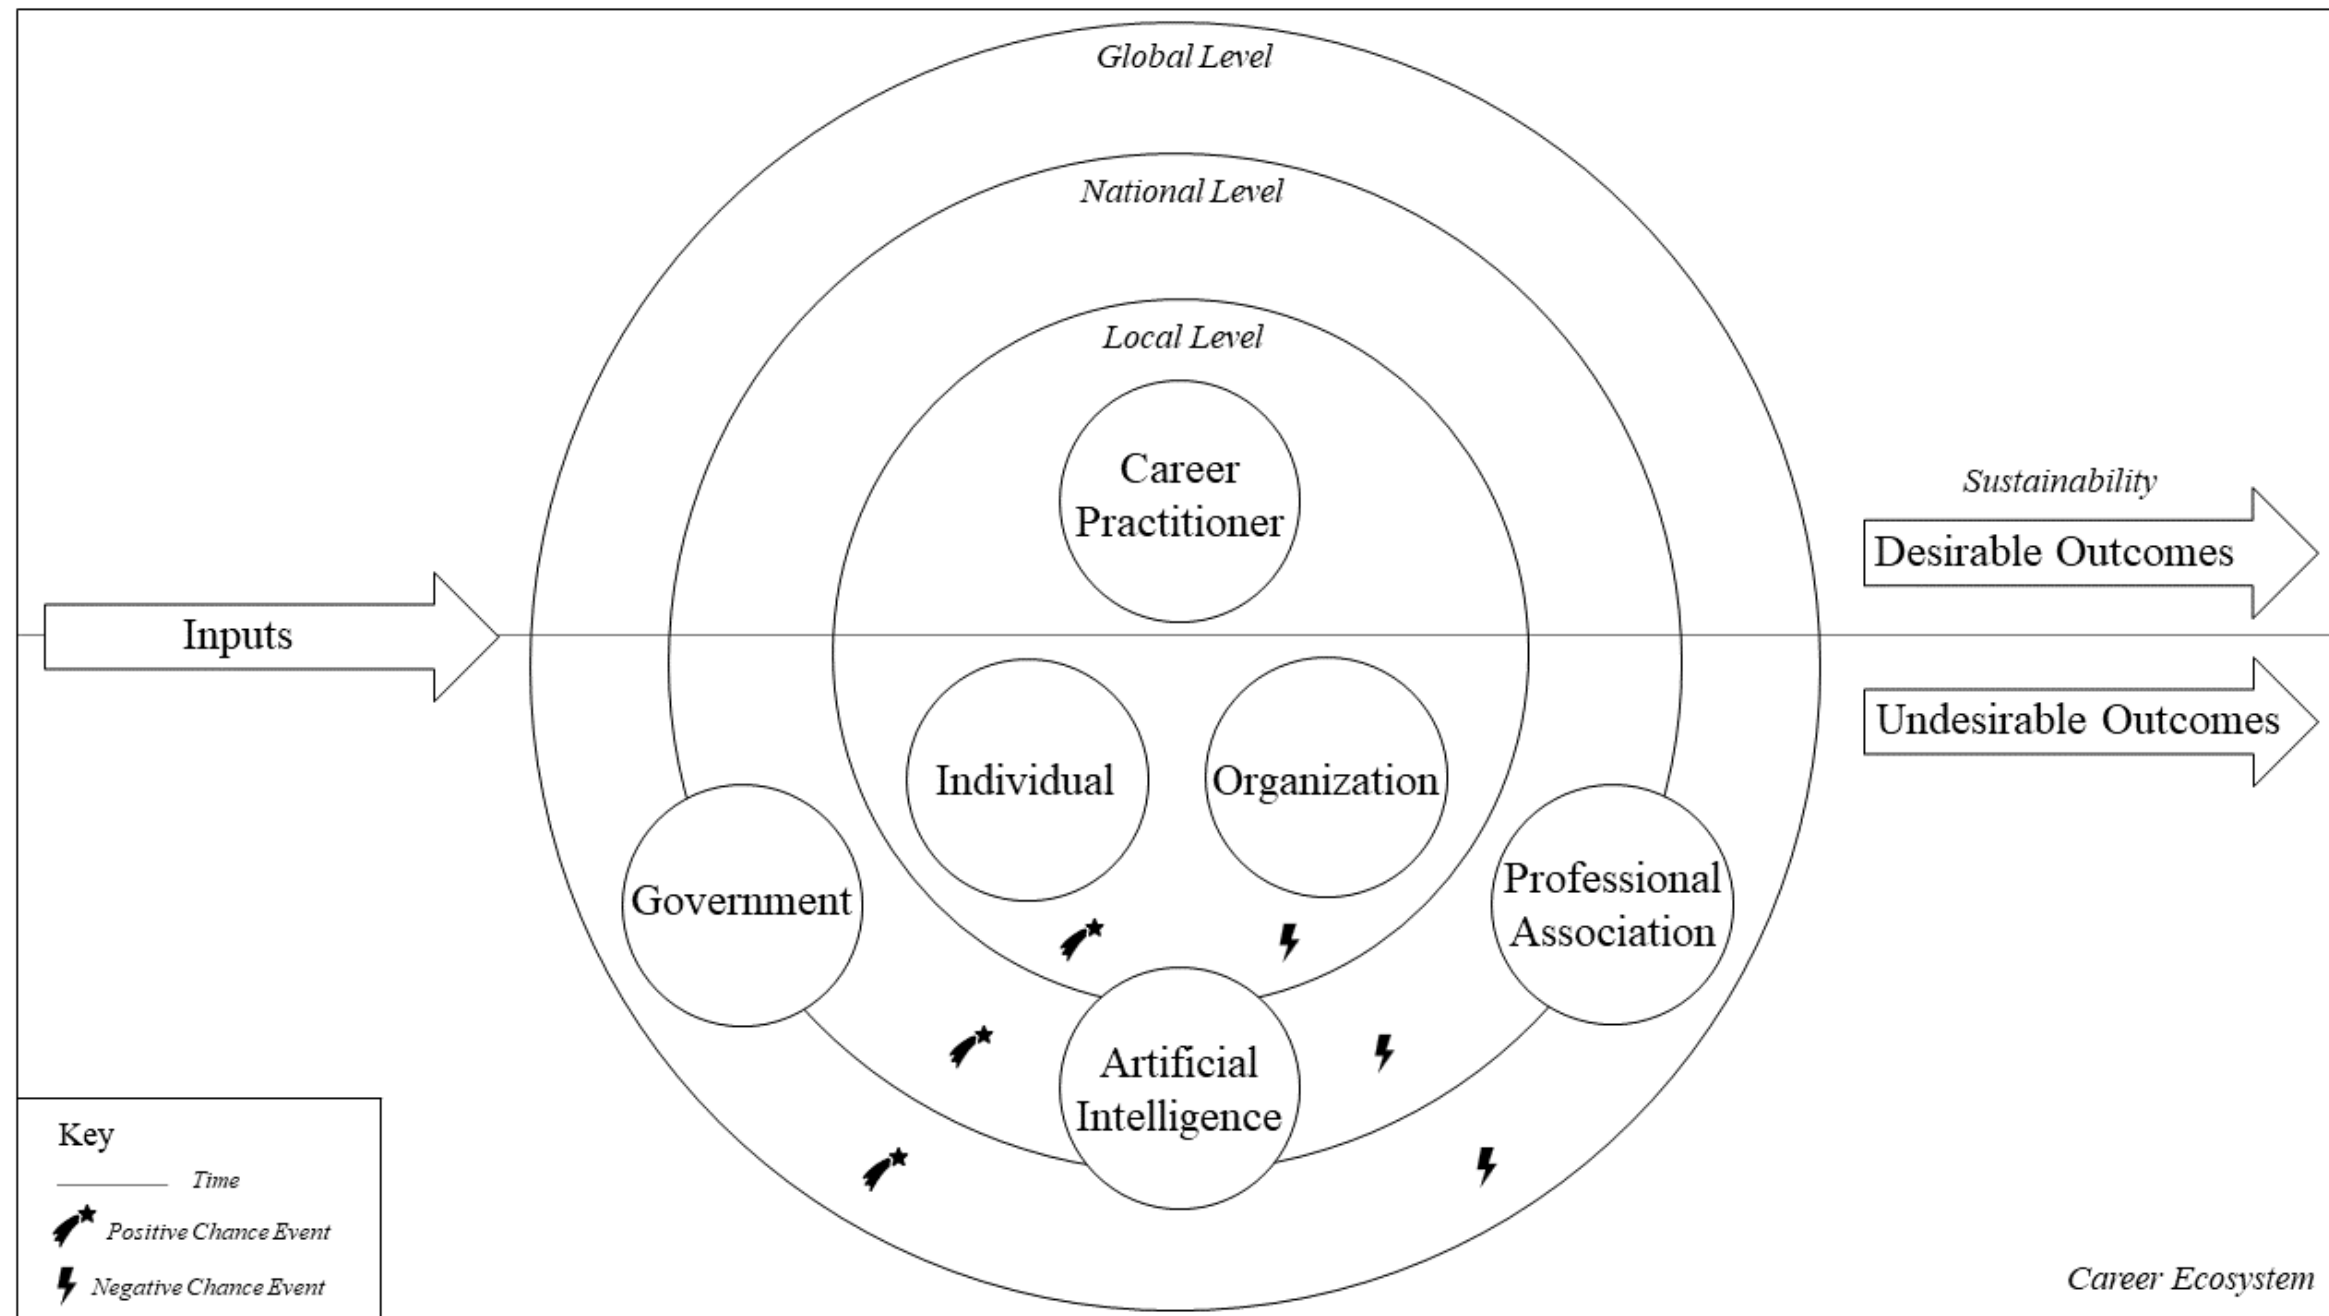 Global Level
National Level
Local Level
Career
Practitioner
Sustainability
Desirable Outcomes
Inputs
Undesirable Outcomes
Individual
Organization
Government
Professional
Association
Artificial
Intelligence
Key
Time
Positive Chance Event
Negative Chance Event
Career Ecosystem